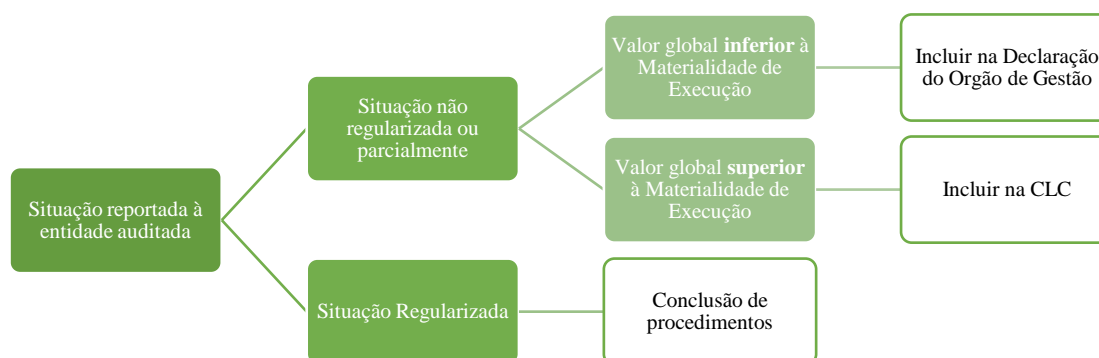 Situação reportada à
entidade auditada
Situação não
regularizada ou
parcialmente
Valor global inferior à
Materialidade de
Execução
Incluir na Declaração
do Orgão de Gestão
Valor global superior
à Materialidade de
Execução
Incluir na CLC
Situação Regularizada
Conclusão de
procedimentos